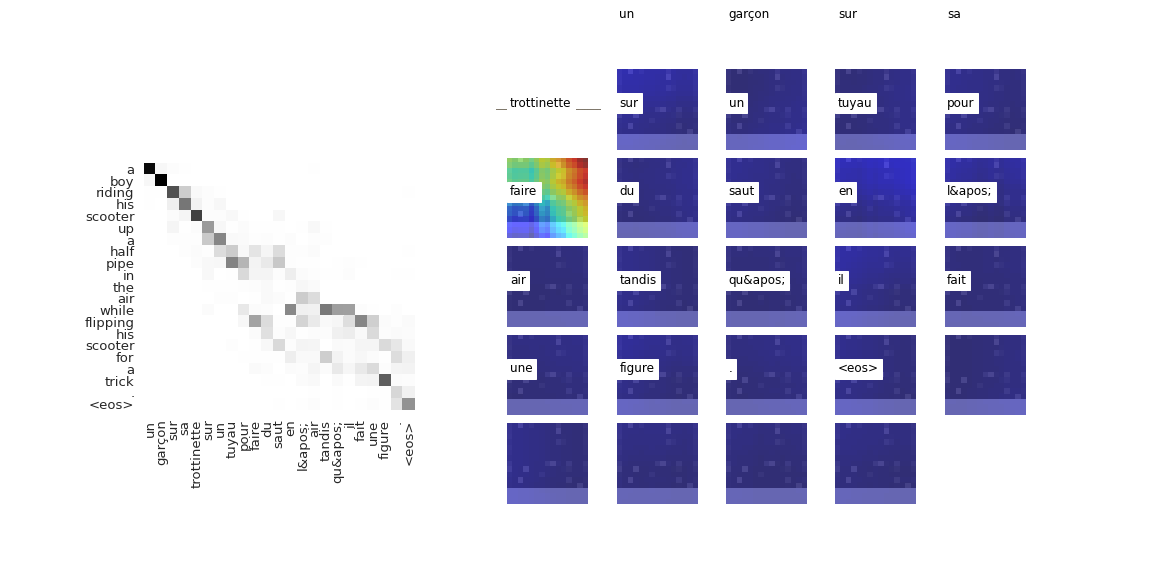 un garçon sur sa
trottinette sur un tuyau pour
faire du saut en l&apos;
air tandis qu&apos; il fait
une figure . <eos>
a
boy
riding
his
scooter
up
a
half
pipe
in
the
air
while
flipping
his
scooter
for
a
trick
.
<eos>
un
garçon
sur
sa
trottinette
sur
un
tuyau
pour
faire
du
saut
en
l&apos;
air
tandis
qu&apos;
il
fait
une
figure
.
<eos>